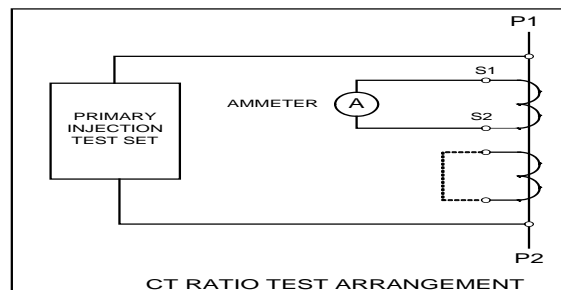 P1
S1
AMMETER A
PRIMARY
INJECTION
TEST SET
S2
P2
CT RATIO TEST ARRANGEMENT